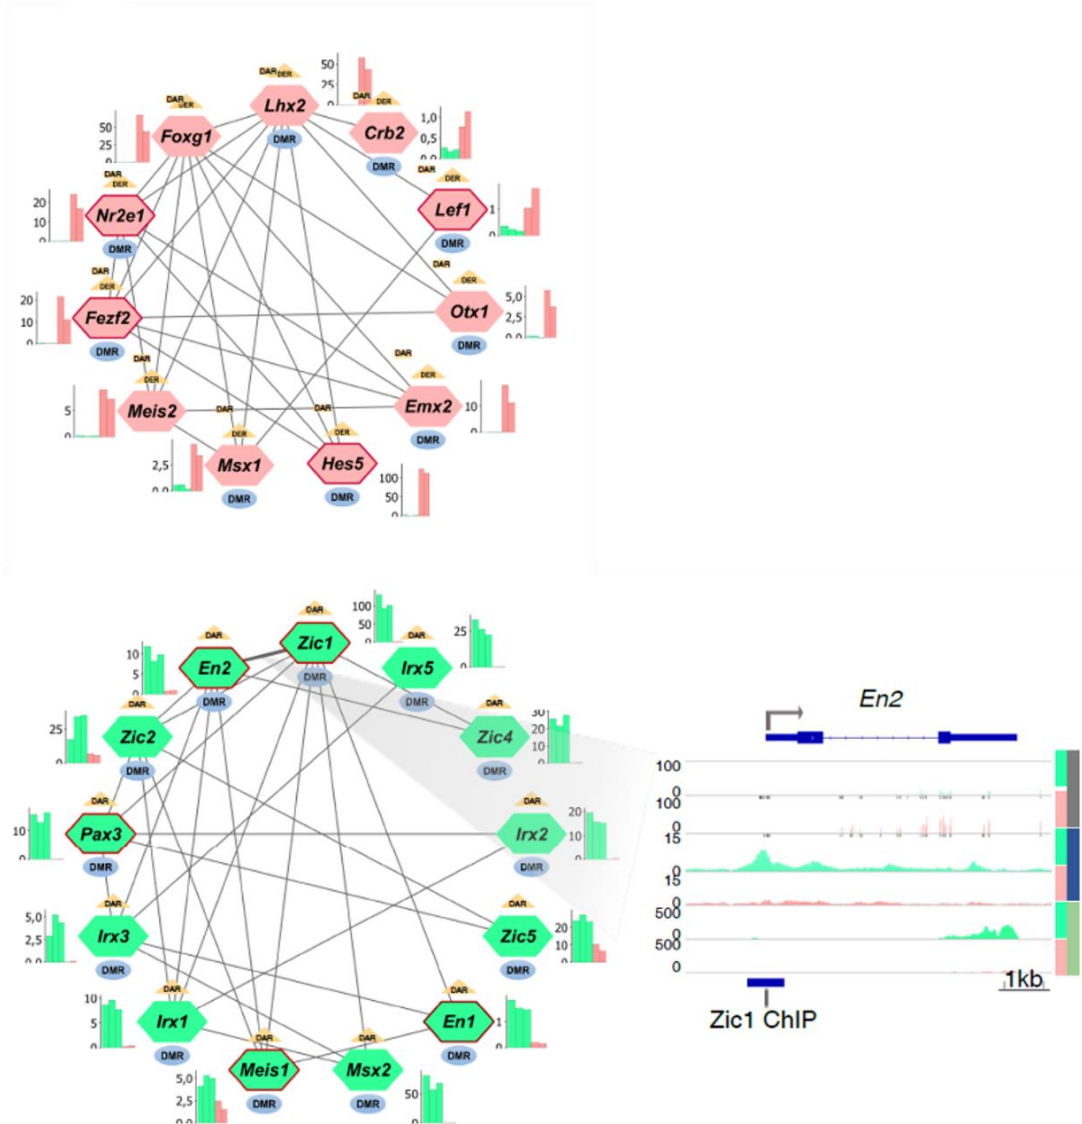 50
25
0
DAR DER
Lhx2
DMR
DAR DER
Crb2
DMR
1,0
0,5
0,0
DAR DER
Foxg1
50
25
0
DAR
DER
Lef1
DMR
1
0
DAR
DER
Nr2e1
DMR
20
10
0
DAR
DER
Otx1
DMR
5,0
2,5
0,0
DAR
DER
Fezf2
DMR
20
10
0
DAR
DER
Emx2
DMR
10
0
DAR
DER
Meis2
5
0
DAR
DER
Msx1
DMR
2,5
0,0
DAR
DER
Hes5
DMR
100
50
0
DAR
Zic1
DMR
100
50
0
DAR
En2
DMR
10
5
0
DAR
Irx5
DMR
25
0
DAR
Zic2
DMR
25
0
DAR
Zic4
DMR
30
20
10
0
DAR
Pax3
DMR
10
0
DAR
Irx2
DMR
20
10
0
DAR
Irx3
DMR
5,0
2,5
0,0
DAR
Zic5
DMR
20
10
0
DAR
Irx1
DMR
10
5
0
DAR
En1
DMR
1
0
DAR
Meis1
DMR
5,0
2,5
0,0
DAR
Msx2
DMR
50
0
En2
100
0
100
0
15
0
15
0
500
0
500
0
1kb
Zic1 ChIP